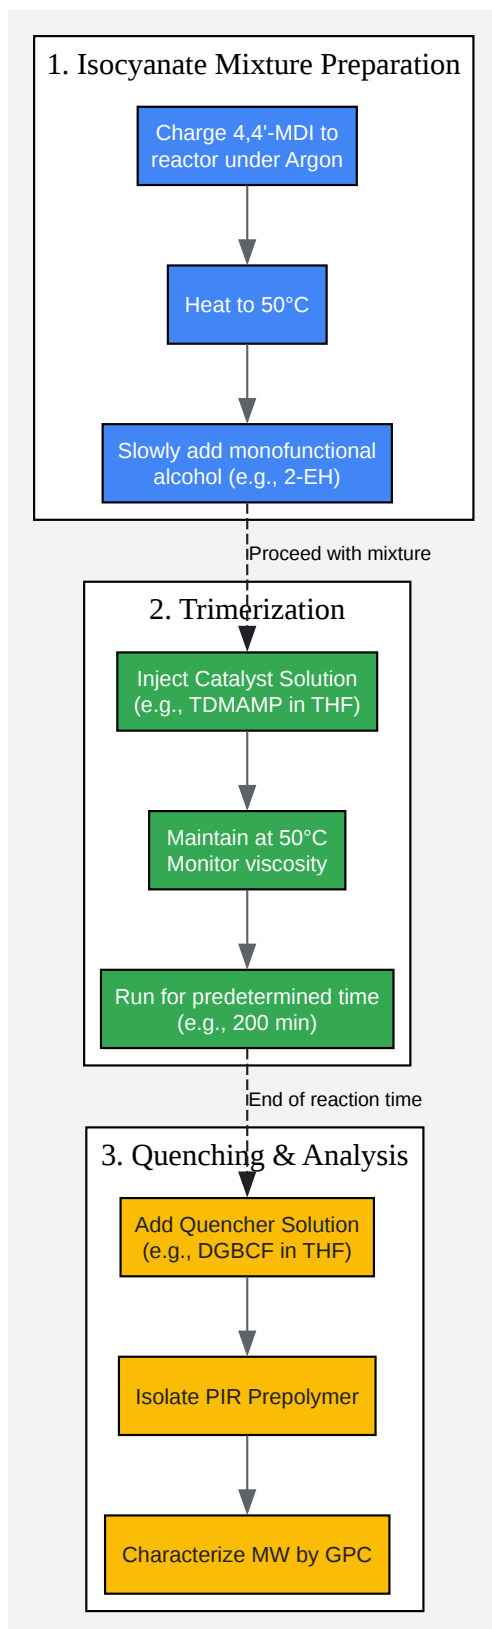 1. Isocyanate Mixture Preparation
Charge 4,4'-MDI to
reactor under Argon
Heat to 50°C
Slowly add monofunctional
alcohol (e.g., 2-EH)
Proceed with mixture
2. Trimerization
Inject Catalyst Solution
(e.g., TDMAMP in THF)
Maintain at 50°C
Monitor viscosity
Run for predetermined time
(e.g., 200 min)
End of reaction time
3. Quenching & Analysis
Add Quencher Solution
(e.g., DGBCF in THF)
Isolate PIR Prepolymer
Characterize MW by GPC